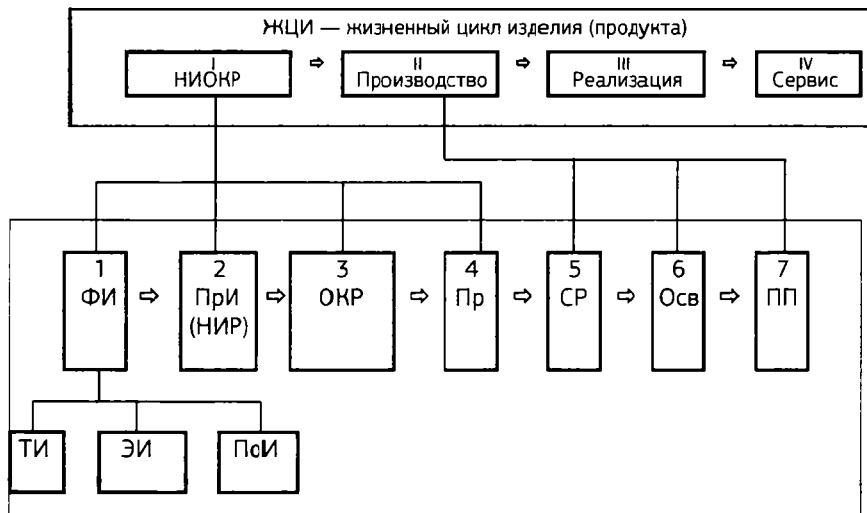 ЖЦИ — жизненный цикл изделия (продукта)
I
НИОКР
⇨
II
Производство
⇨
III
Реализация
⇨
IV
Сервис
1
ФИ
⇨
2
ПрИ
(НИР)
⇨
3
ОКР
⇨
4
Пр
⇨
5
СР
⇨
6
Осв
⇨
7
ПП
ТИ
ЭИ
ПоИ